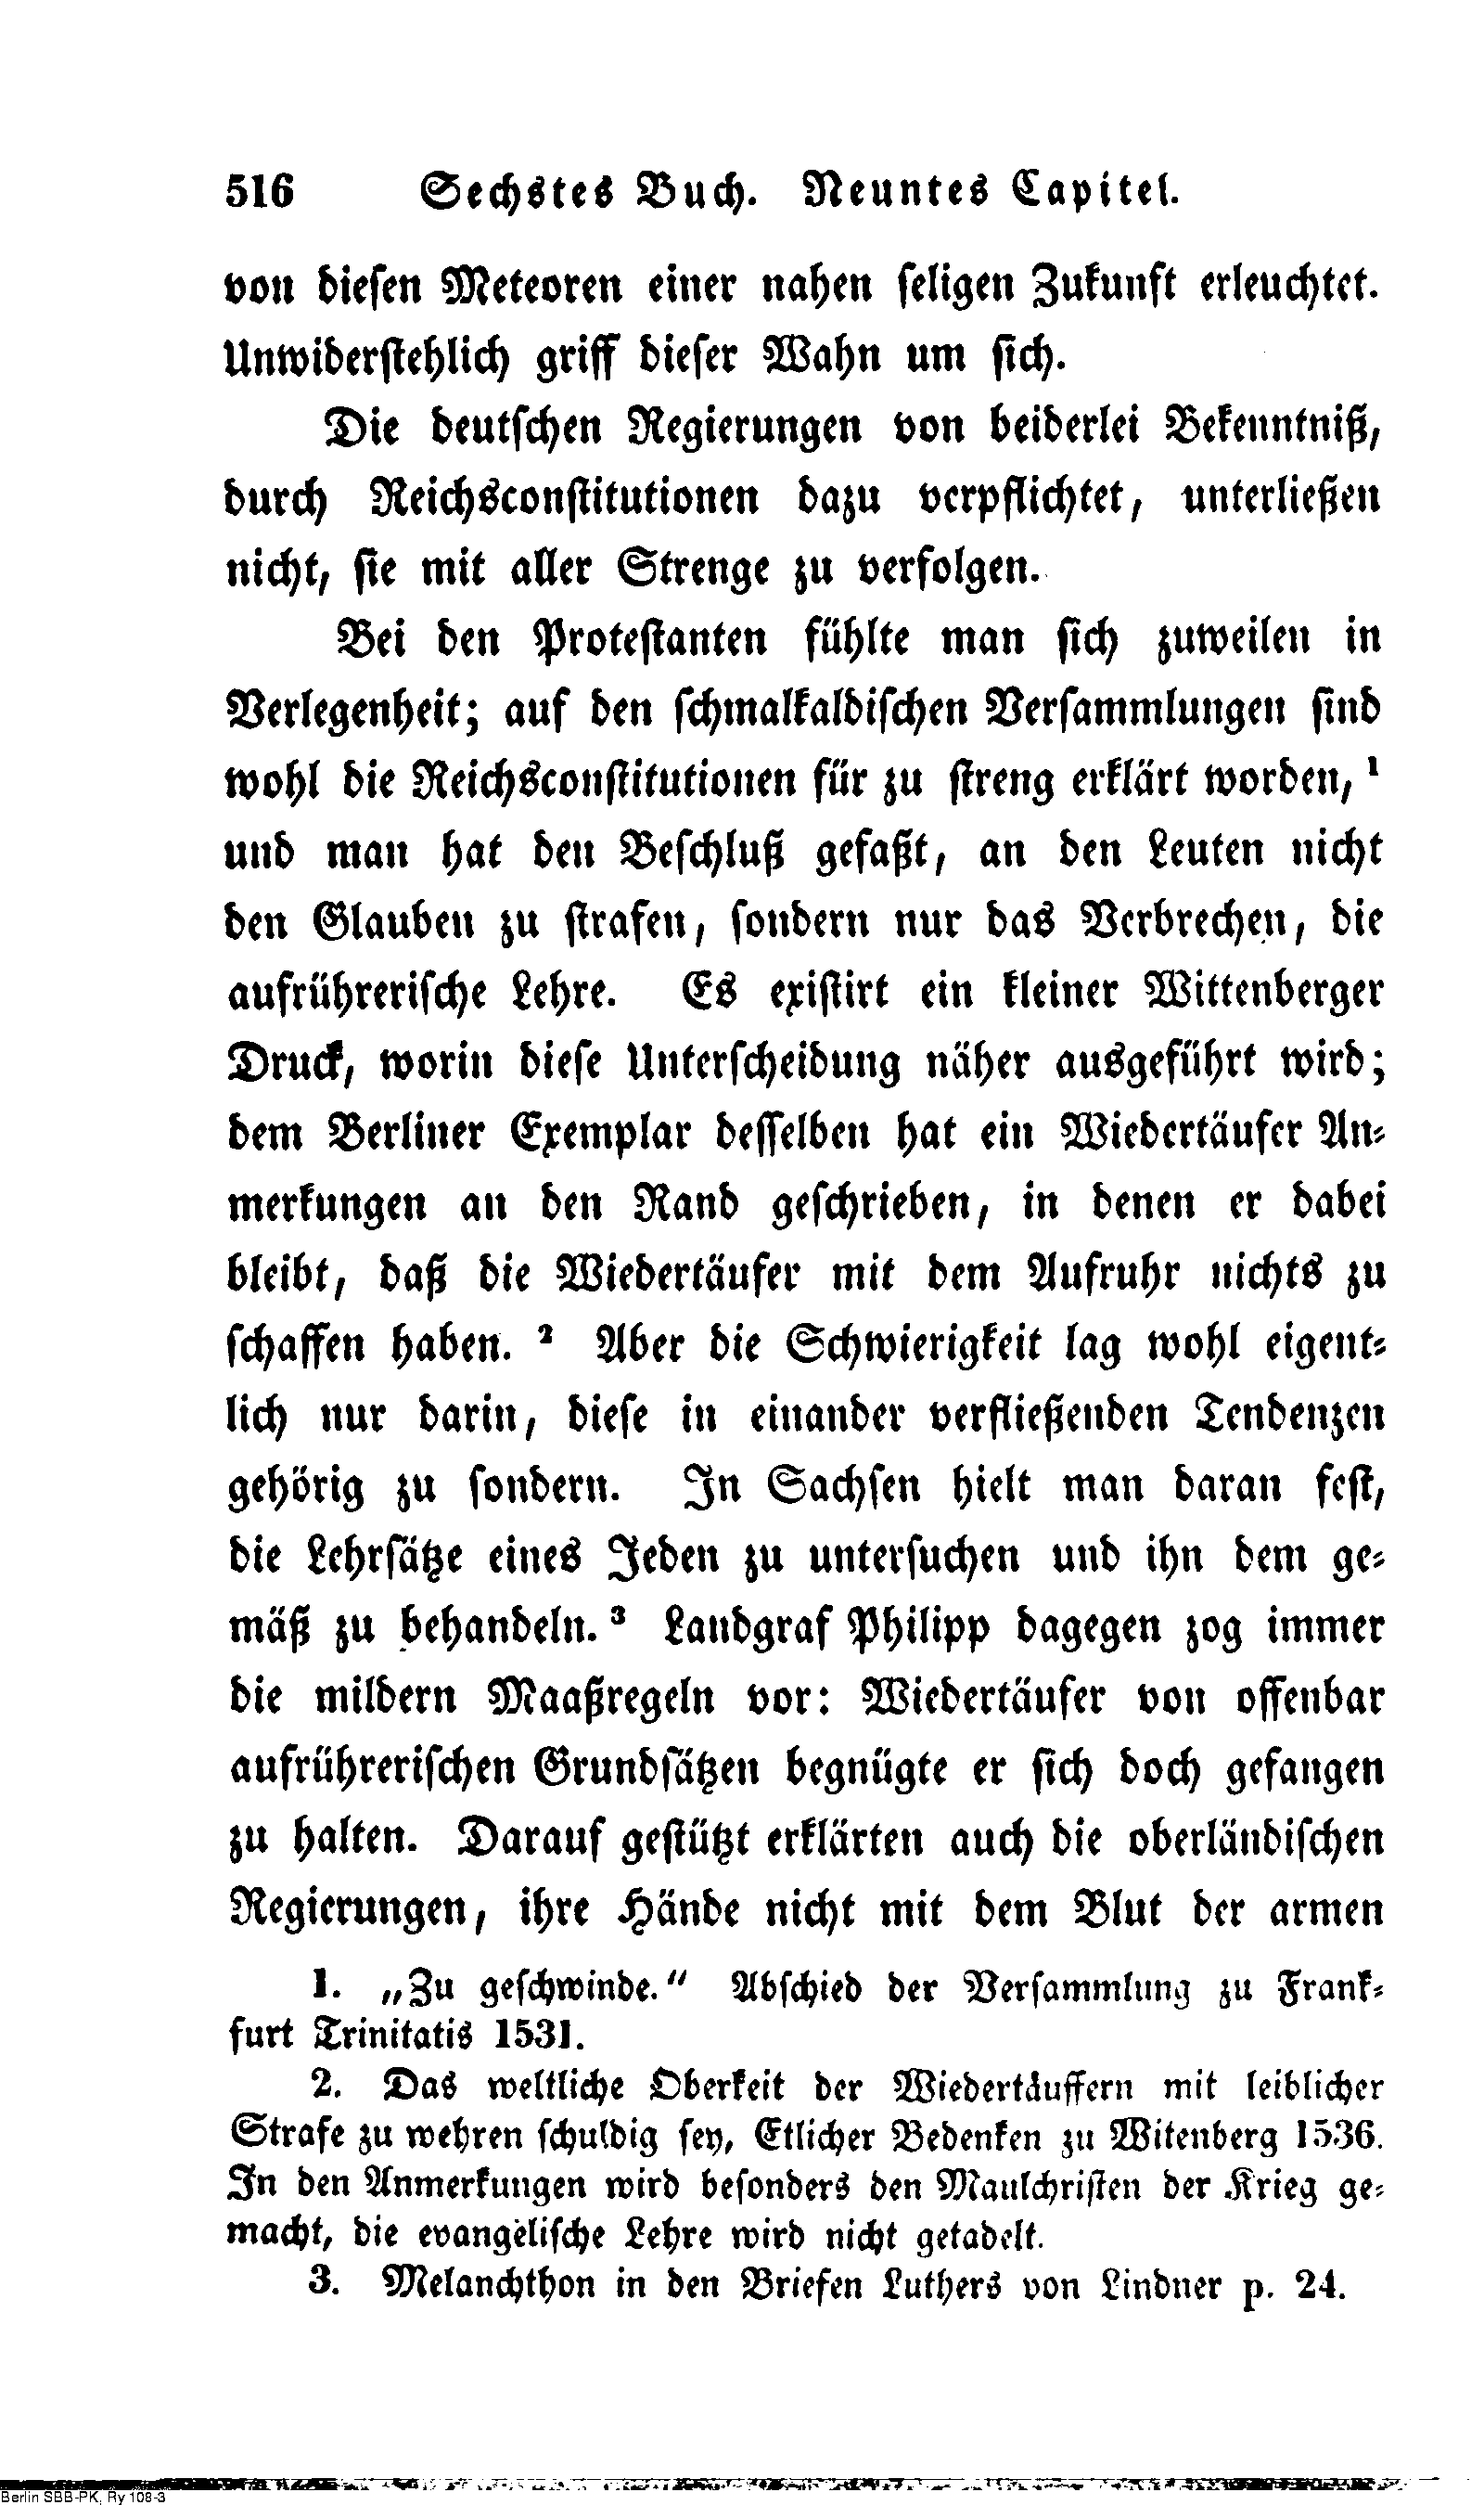 516 Sechstes Buch. Neuntes Capitel.
von dieſen Meteoren einer nahen ſeligen Zukunft erleuchtet.
Unwiderſtehlich griff dieſer Wahn um ſich.
Die deutſchen Regierungen von beiderlei Bekenntniß,
durch Reichsconſtitutionen dazu verpflichtet, unterließen
nicht, ſie mit aller Strenge zu verfolgen.
Bei den Proteſtanten fühlte man ſich zuweilen in
Verlegenheit; auf den ſchmalkaldiſchen Verſammlungen ſind
wohl die Reichsconſtitutionen für zu ſtreng erklärt worden, ¹
und man hat den Beſchluß gefaßt, an den Leuten nicht
den Glauben zu ſtrafen, ſondern nur das Verbrechen, die
aufrühreriſche Lehre. Es exiſtirt ein kleiner Wittenberger
Druck, worin dieſe Unterſcheidung näher ausgeführt wird;
dem Berliner Exemplar deſſelben hat ein Wiedertäufer An⸗
merkungen an den Rand geſchrieben, in denen er dabei
bleibt, daß die Wiedertäufer mit dem Aufruhr nichts zu
ſchaffen haben. ² Aber die Schwierigkeit lag wohl eigent⸗
lich nur darin, dieſe in einander verfließenden Tendenzen
gehörig zu ſondern. In Sachſen hielt man daran feſt,
die Lehrſätze eines Jeden zu unterſuchen und ihn dem ge⸗
mäß zu behandeln. ³ Landgraf Philipp dagegen zog immer
die mildern Maaßregeln vor: Wiedertäufer von offenbar
aufrühreriſchen Grundſätzen begnügte er ſich doch gefangen
zu halten. Darauf geſtützt erklärten auch die oberländiſchen
Regierungen, ihre Hände nicht mit dem Blut der armen
1. „Zu geſchwinde.“ Abſchied der Verſammlung zu Frank⸗
furt Trinitatis 1531.
2. Das weltliche Oberkeit der Wiedertäuffern mit leiblicher
Strafe zu wehren ſchuldig ſey, Etlicher Bedenken zu Witenberg 1536.
In den Anmerkungen wird beſonders den Maulchriſten der Krieg ge⸗
macht, die evangeliſche Lehre wird nicht getadelt.
3. Melanchthon in den Briefen Luthers von Lindner p. 24.
Berlin SBB-PK, Ry 108-3